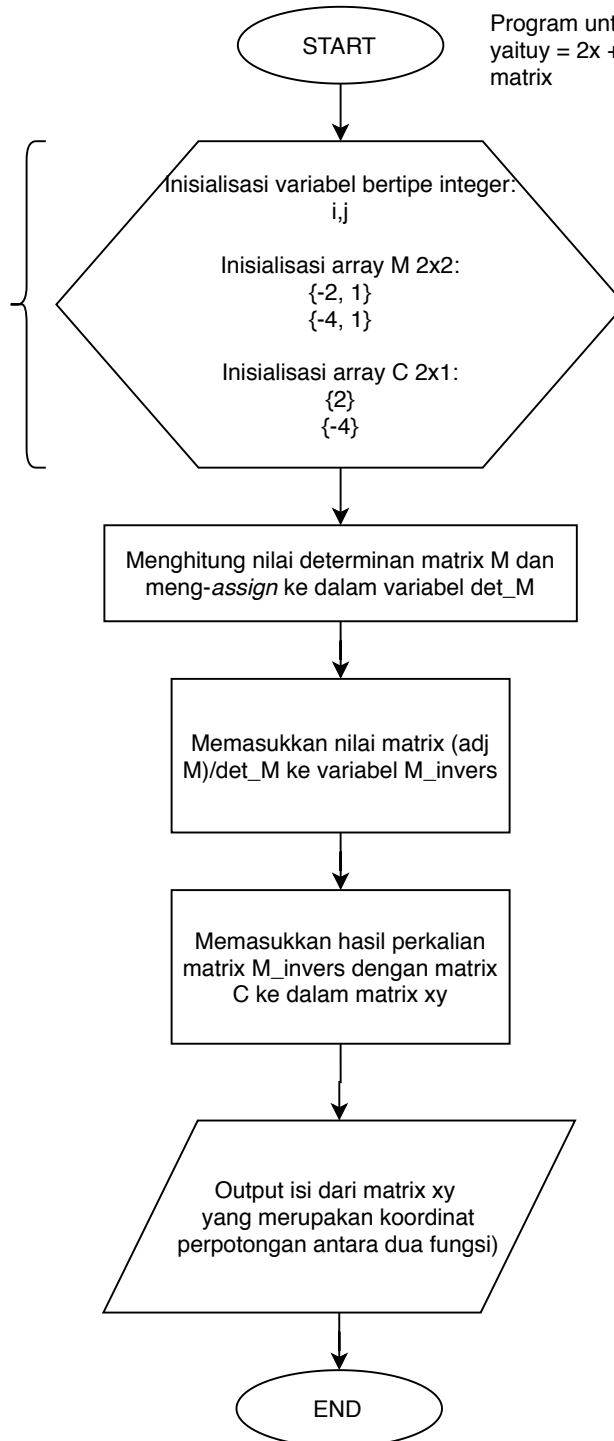 START
Program unt
yaituy = 2x +
matrix
Inisialisasi variabel bertipe integer:
i,j
Inisialisasi array M 2x2:
{-2, 1}
{-4, 1}
Inisialisasi array C 2x1:
{2}
{-4}
Menghitung nilai determinan matrix M dan
meng-assign ke dalam variabel det_M
Memasukkan nilai matrix (adj
M)/det_M ke variabel M_invers
Memasukkan hasil perkalian
matrix M_invers dengan matrix
C ke dalam matrix xy
Output isi dari matrix xy
yang merupakan koordinat
perpotongan antara dua fungsi)
END